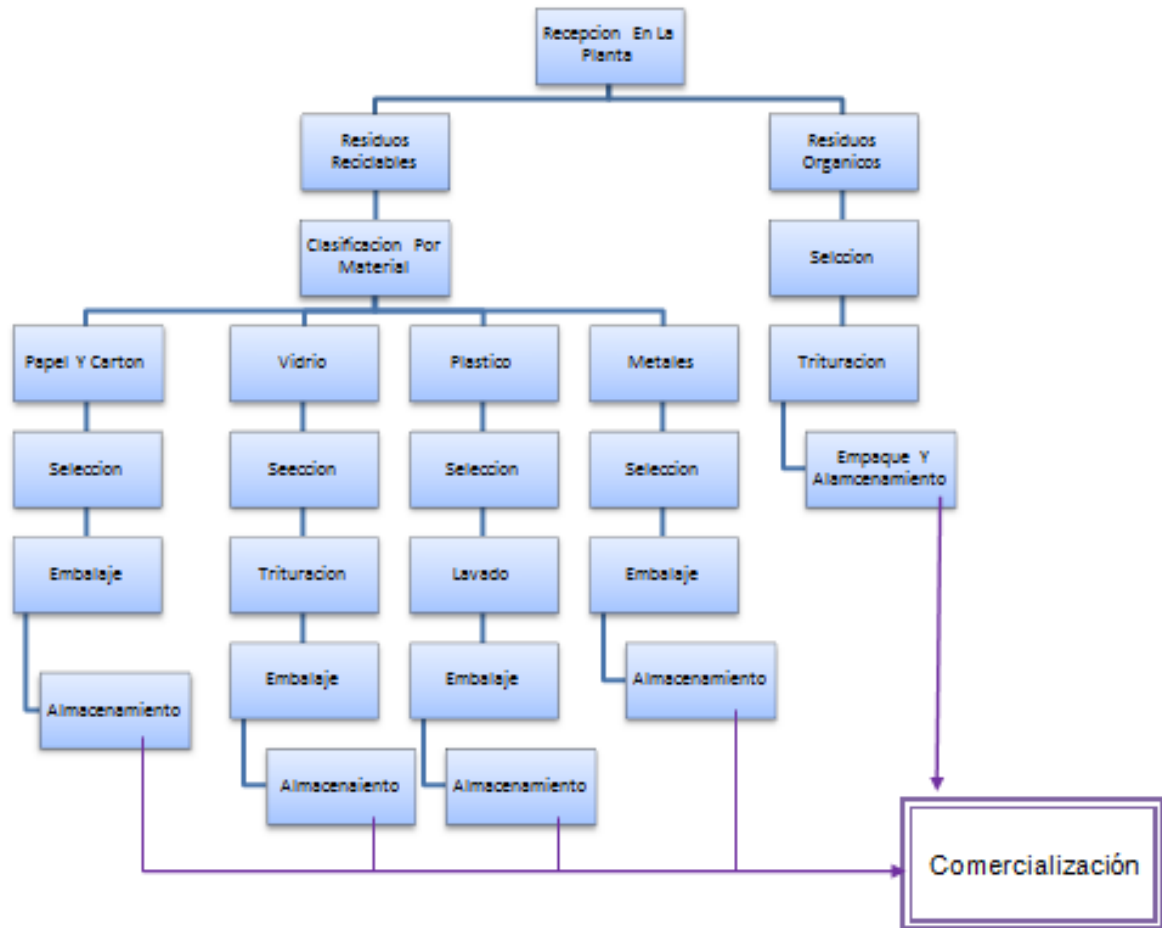 Recepcion En La
Planta
Residuos
Reciclables
Residuos
Organicos
Clasificacion Por
Material
Selccion
Papel Y Carton
Vidrio
Plastico
Metales
Trituracion
Seleccion
Seeccion
Seleccion
Seleccion
Empaque Y
Alamcenamiento
Embalaje
Trituracion
Lavado
Embalaje
Almacenamiento
Embalaje
Embalaje
Almacenamiento
Almacenaiento
Almacenamiento
Comercialización